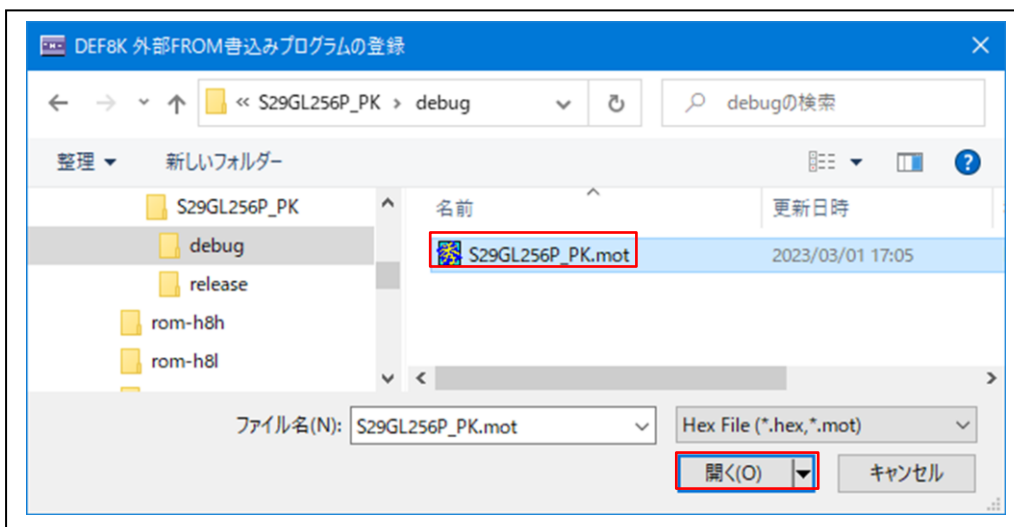 DEF8K 外部FROM書込みプログラムの登録
« S29GL256P_PK › debug
debugの検索
整理
新しいフォルダー
S29GL256P_PK
debug
release
rom-h8h
rom-h8l
名前
更新日時
秀 S29GL256P_PK.mot
2023/03/01 17:05
ファイル名(N):
S29GL256P_PK.mot
Hex File (*.hex,*.mot)
開く(O)
キャンセル